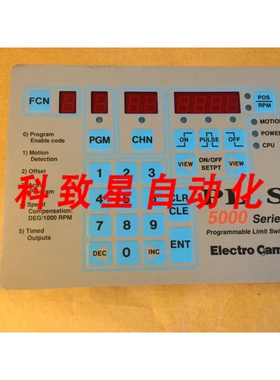 FCN
PGM
CHN
ON
PULSE
OFF
POS
RPM
MOTION
POWER
CPU
0) Program
Enable code
1) Motion
Detection
2) Offset
Compensation:
DEG/1000 RPM
5) Timed
Outputs
VIEW
ON/OFF
SETPT
VIEW
1 2 3
7 8 9
DEC
0
INC
CLR
CLE
ENT
5000 Series
Programmable Limit Swi
Electro Cam
科致星自动化